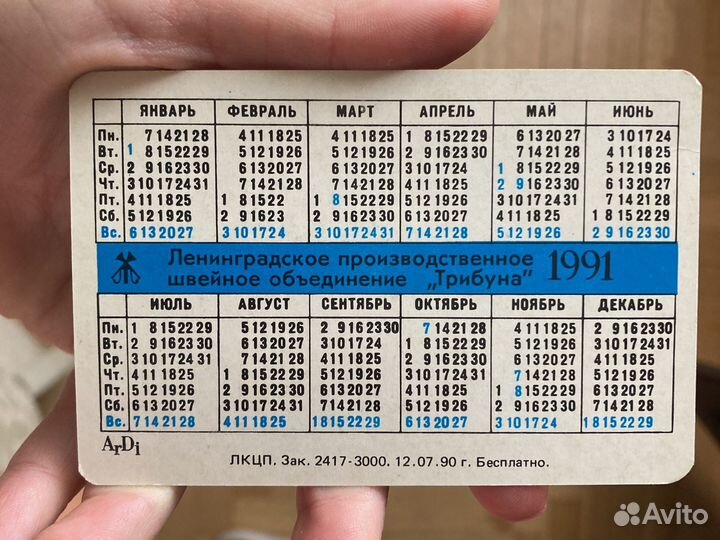 ЯНВАРЬ ФЕВРАЛЬ МАРТ АПРЕЛЬ МАЙ ИЮНЬ
Пн. 7 14 21 28 4 11 18 25 4 11 18 25 1 8 15 22 29 6 13 20 27 3 10 17 24
Вт. 1 8 15 22 29 5 12 19 26 5 12 19 26 2 9 16 23 30 7 14 21 28 4 11 18 25
Ср. 2 9 16 23 30 6 13 20 27 6 13 20 27 3 10 17 24 1 8 15 22 29 5 12 19 26
Чт. 3 10 17 24 31 7 14 21 28 7 14 21 28 4 11 18 25 2 9 16 23 30 6 13 20 27
Пт. 4 11 18 25 1 8 15 22 1 8 15 22 29 5 12 19 26 3 10 17 24 31 7 14 21 28
Сб. 5 12 19 26 2 9 16 23 2 9 16 23 30 6 13 20 27 4 11 18 25 1 8 15 22 29
Вс. 6 13 20 27 3 10 17 24 3 10 17 24 31 7 14 21 28 5 12 19 26 2 9 16 23 30
Ленинградское производственное
швейное объединение „Трибуна" 1991
ИЮЛЬ АВГУСТ СЕНТЯБРЬ ОКТЯБРЬ НОЯБРЬ ДЕКАБРЬ
Пн. 1 8 15 22 29 5 12 19 26 2 9 16 23 30 7 14 21 28 4 11 18 25 2 9 16 23 30
Вт. 2 9 16 23 30 6 13 20 27 3 10 17 24 1 8 15 22 29 5 12 19 26 3 10 17 24 31
Ср. 3 10 17 24 31 7 14 21 28 4 11 18 25 2 9 16 23 30 6 13 20 27 4 11 18 25
Чт. 4 11 18 25 1 8 15 22 29 5 12 19 26 3 10 17 24 31 7 14 21 28 5 12 19 26
Пт. 5 12 19 26 2 9 16 23 30 6 13 20 27 4 11 18 25 1 8 15 22 29 6 13 20 27
Сб. 6 13 20 27 3 10 17 24 31 7 14 21 28 5 12 19 26 2 9 16 23 30 7 14 21 28
Вс. 7 14 21 28 4 11 18 25 1 8 15 22 29 6 13 20 27 3 10 17 24 1 8 15 22 29
ArDi
ЛКЦП. Зак. 2417-3000. 12.07.90 г. Бесплатно.
Avito